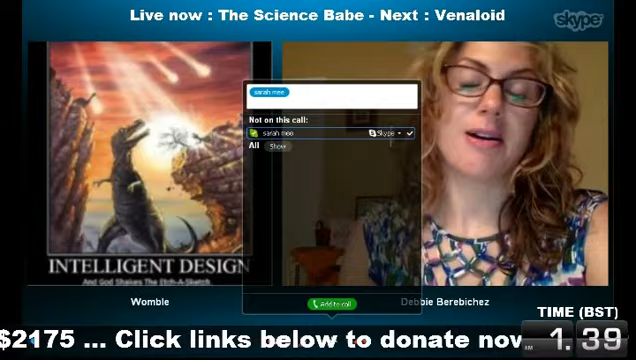 Live now : The Science Babe - Next : Venaloid
skype
sarah mee
Not on this call:
sarah mee
Skype
All Show
INTELLIGENT DESIGN
And God Shakes The Etch-A-Sketch.
Add to call
Womble
Debbie Berebichez
TIME (BST)
$2175 ... Click links below to donate now
AM 1 39